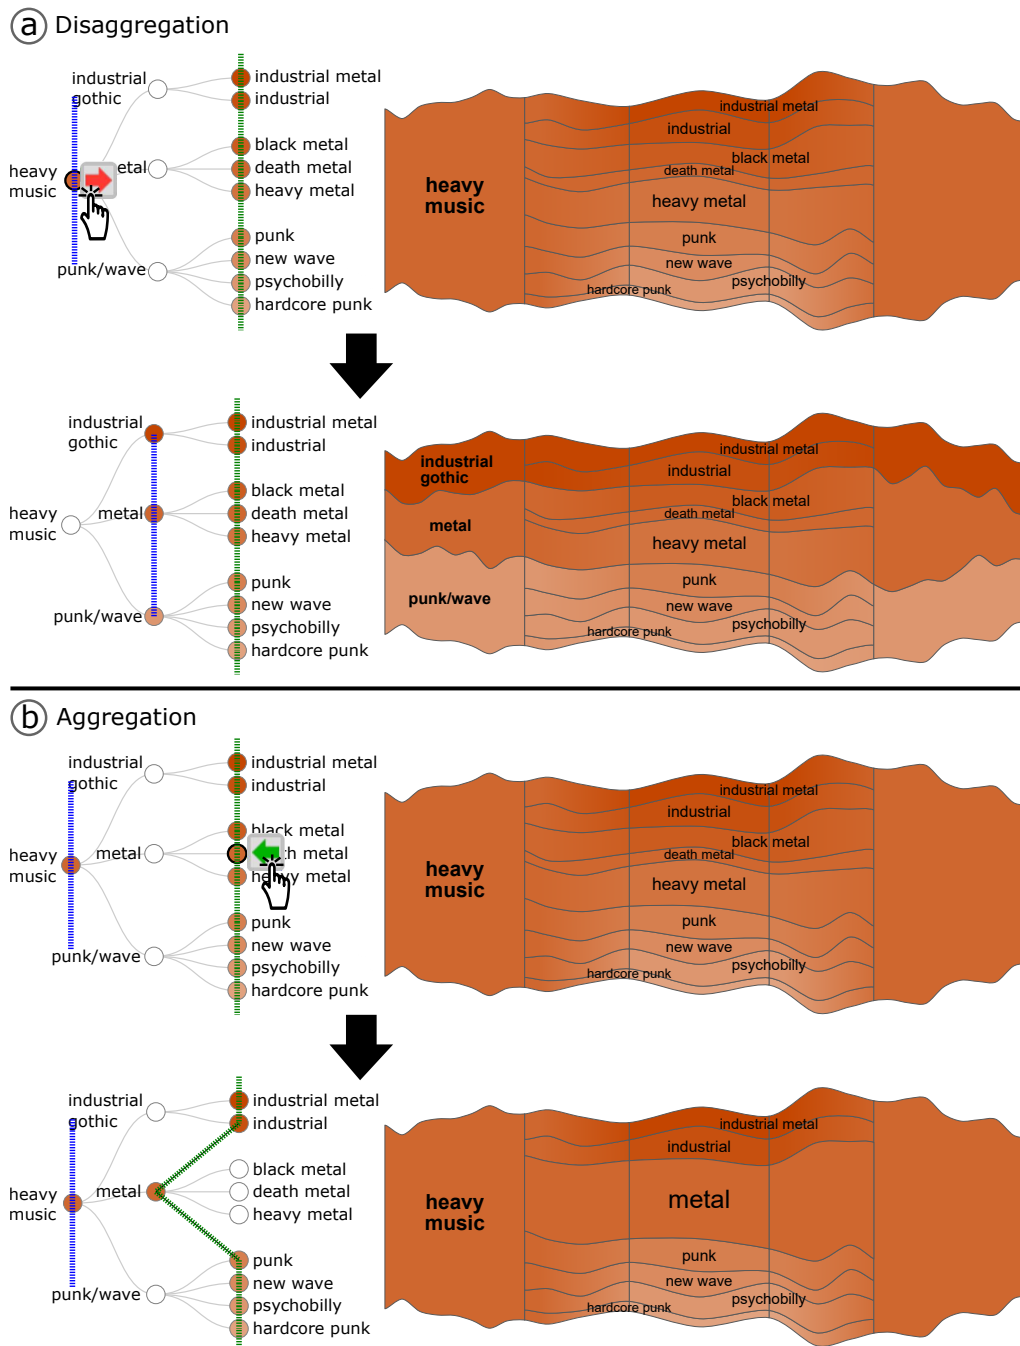 a Disaggregation
industrial
gothic
industrial metal
industrial
heavy
music
etal
black metal
death metal
heavy metal
punk/wave
punk
new wave
psychobilly
hardcore punk
heavy
music
industrial metal
industrial
black metal
death metal
heavy metal
punk
new wave
psychobilly
hardcore punk
industrial
gothic
industrial metal
industrial
heavy
music
metal
black metal
death metal
heavy metal
punk/wave
punk
new wave
psychobilly
hardcore punk
industrial
gothic
metal
punk/wave
industrial metal
industrial
black metal
death metal
heavy metal
punk
new wave
psychobilly
hardcore punk
b Aggregation
industrial
gothic
industrial metal
industrial
heavy
music
metal
black metal
th metal
heavy metal
punk/wave
punk
new wave
psychobilly
hardcore punk
heavy
music
industrial metal
industrial
black metal
death metal
heavy metal
punk
new wave
psychobilly
hardcore punk
industrial
gothic
industrial metal
industrial
heavy
music
metal
black metal
death metal
heavy metal
punk/wave
punk
new wave
psychobilly
hardcore punk
heavy
music
industrial metal
industrial
metal
punk
new wave
psychobilly
hardcore punk